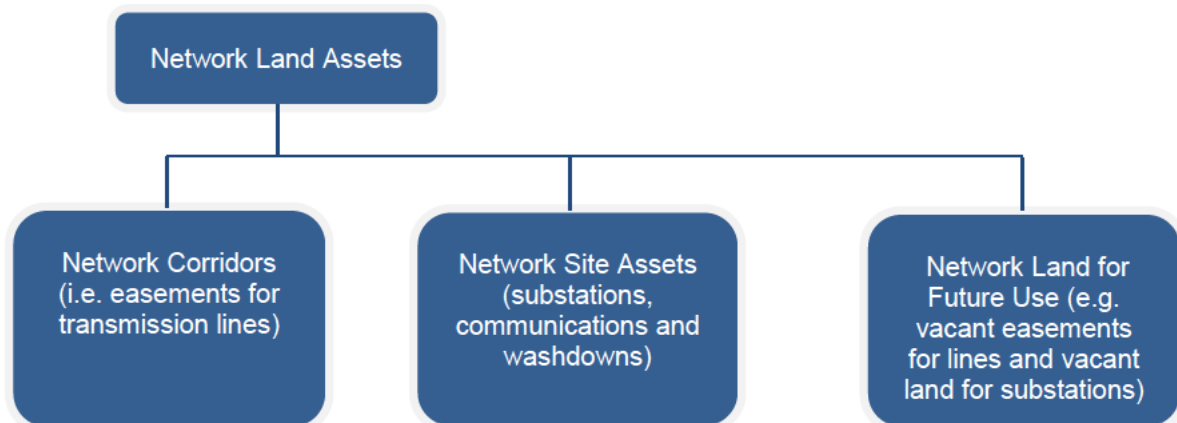 Network Land Assets
Network Corridors
(i.e. easements for
transmission lines)
Network Site Assets
(substations,
communications and
washdowns)
Network Land for
Future Use (e.g.
vacant easements
for lines and vacant
land for substations)